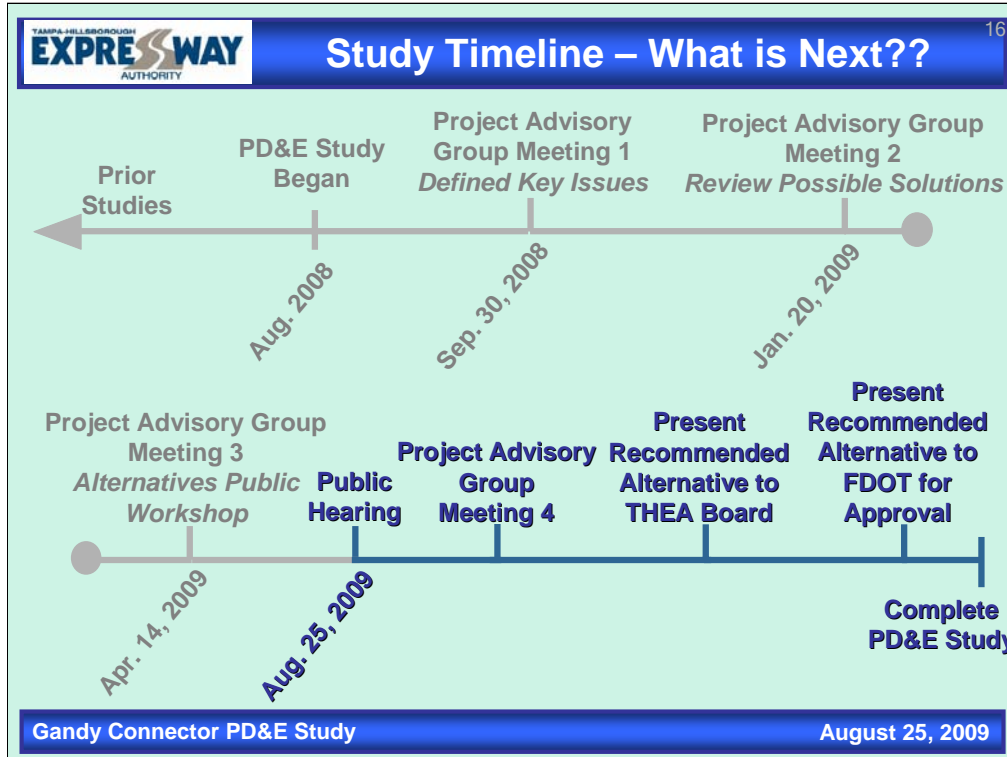 TAMPA-HILLSBOROUGH
EXPRESSWAY
AUTHORITY
Study Timeline – What is Next??
16
Prior
Studies
PD&E Study
Began
Project Advisory
Group Meeting 1
Defined Key Issues
Project Advisory Group
Meeting 2
Review Possible Solutions
Aug. 2008
Sep. 30, 2008
Jan. 20, 2009
Project Advisory Group
Meeting 3
Alternatives Public
Workshop
Public
Hearing
Project Advisory
Group
Meeting 4
Present
Recommended
Alternative to
THEA Board
Present
Recommended
Alternative to
FDOT for
Approval
Apr. 14, 2009
Aug. 25, 2009
Complete
PD&E Study
Gandy Connector PD&E Study
August 25, 2009